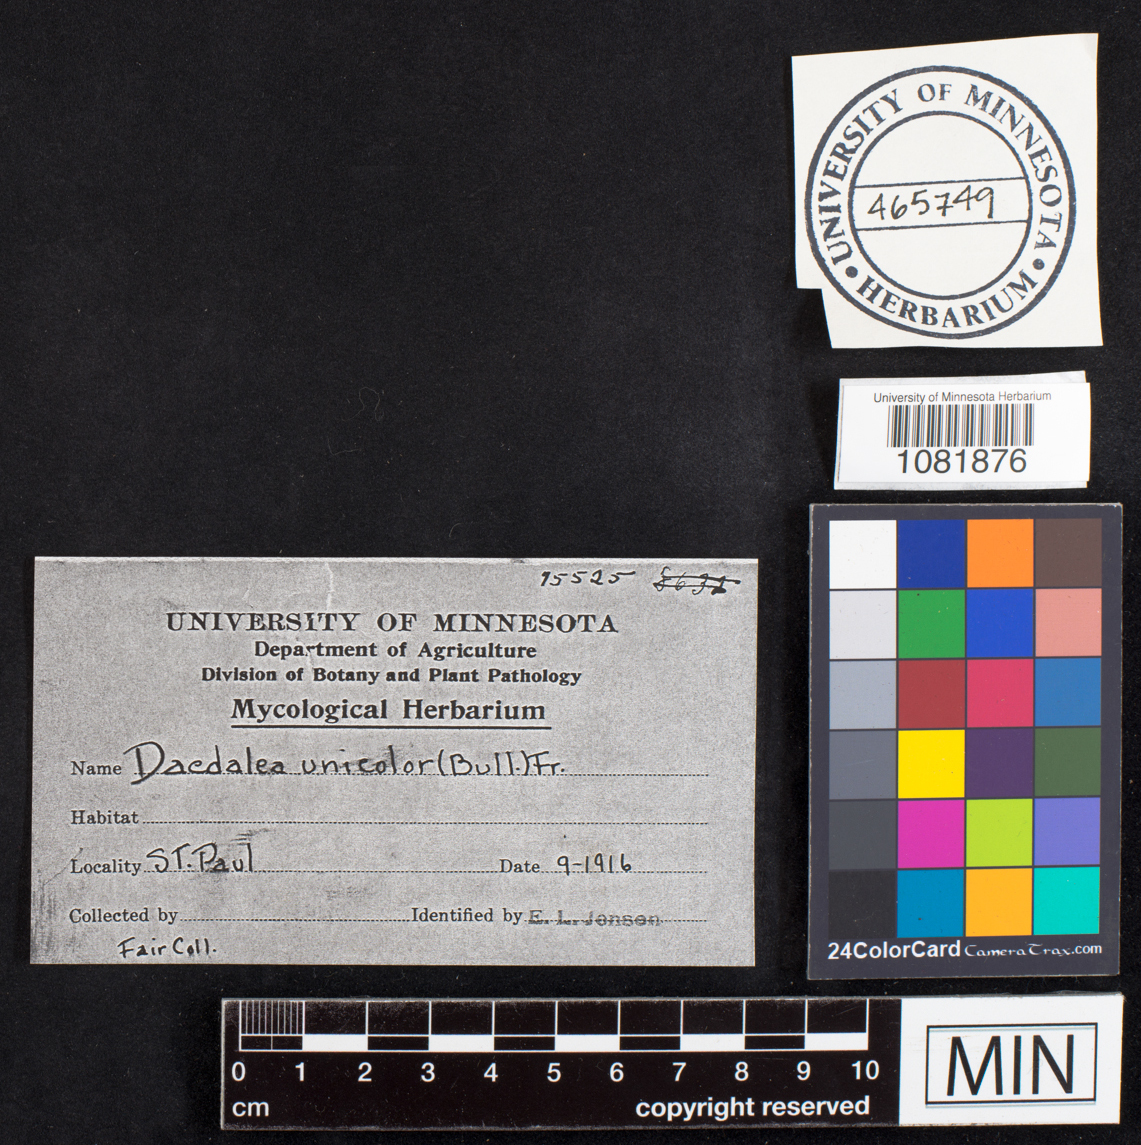 UNIVERSITY OF MINNESOTA
• HERBARIUM •
465749
University of Minnesota Herbarium
1081876
15525 8632
UNIVERSITY OF MINNESOTA
Department of Agriculture
Division of Botany and Plant Pathology
Mycological Herbarium
Name Daedalea unicolor (Bull.) Fr.
Habitat
Locality ST. Paul Date 9-1916
Collected by Identified by E. L. Jensen
Fair Coll.
24ColorCard CameraTrax.com
0 1 2 3 4 5 6 7 8 9 10
cm copyright reserved
MIN